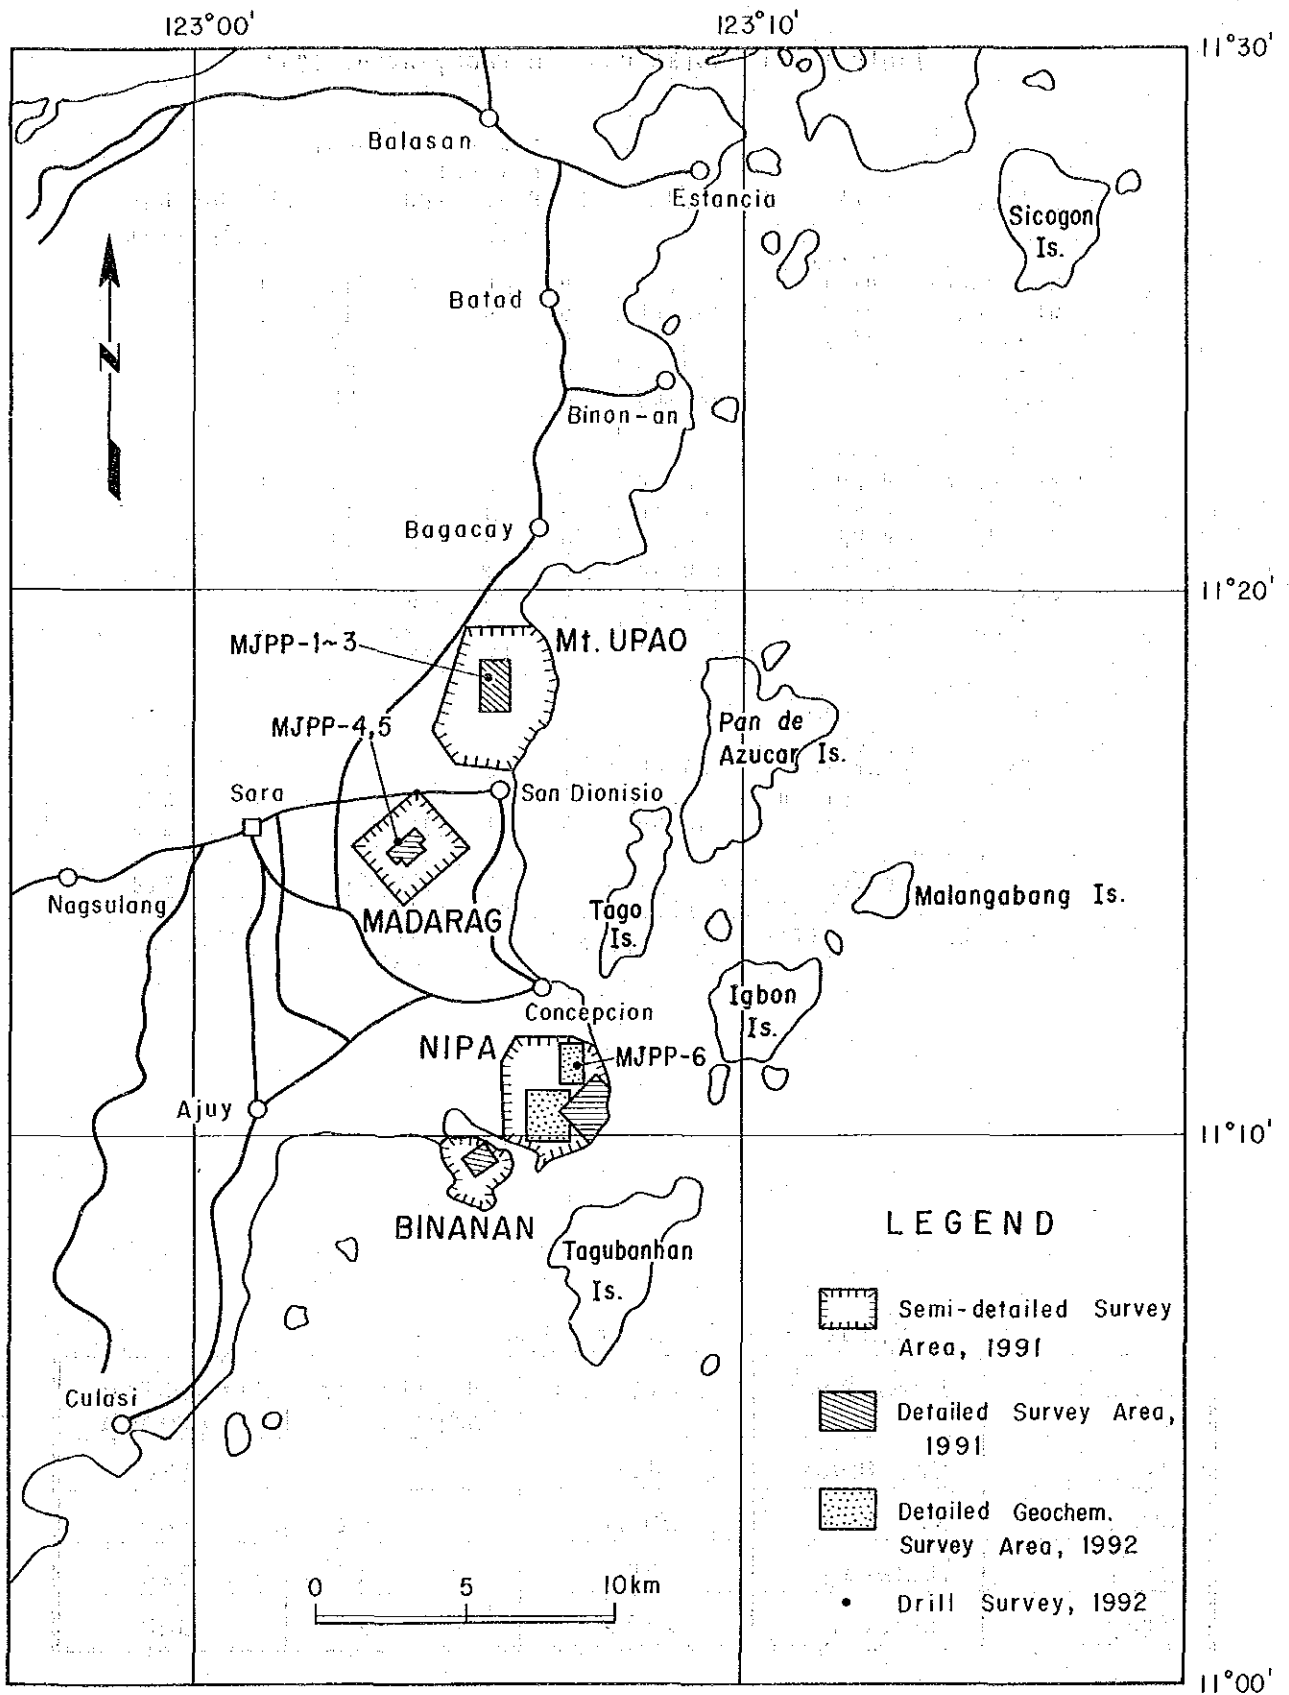 123°00'
123°10'
11°30'
Balasan
Estancia
Sicogon
Is.
Batad
N
Binon-an
Bagacay
11°20'
MJPP-1~3
Mt. UPAO
MJPP-4,5
Pan de
Azucar Is.
Sara
San Dionisio
Nagsulang
MADARAG
Tago
Is.
Malangabang Is.
Igbon
Is.
Concepcion
NIPA
MJPP-6
Ajuy
11°10'
BINANAN
LEGEND
Tagubanhan
Is.
Semi-detailed Survey
Area, 1991
Culasi
Detailed Survey Area,
1991
Detailed Geochem.
Survey Area, 1992
0 5 10km
Drill Survey, 1992
11°00'